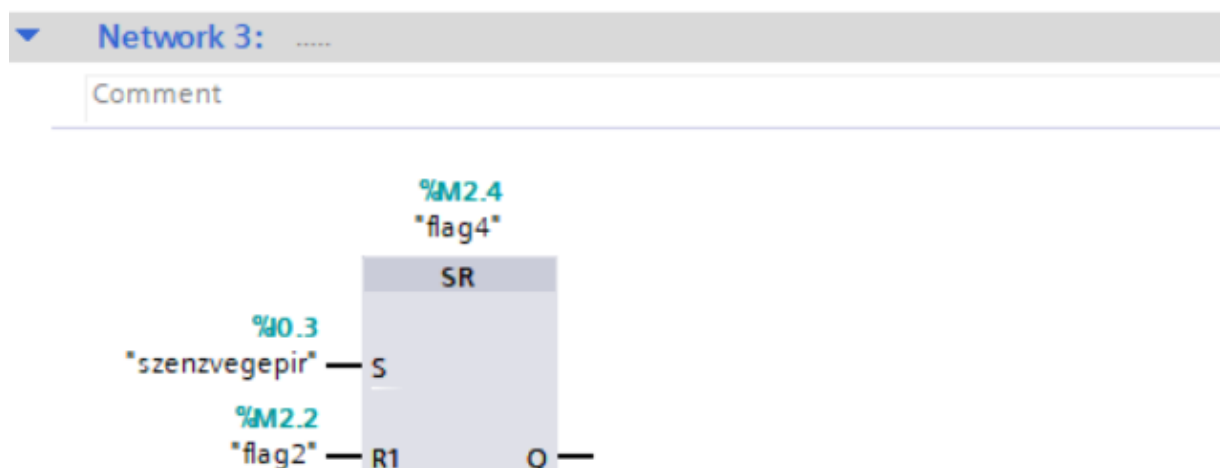 Network 3: .....
Comment
%M2.4
"flag4"
SR
%I0.3
"szenzvegepir" S
%M2.2
"flag2" R1 Q